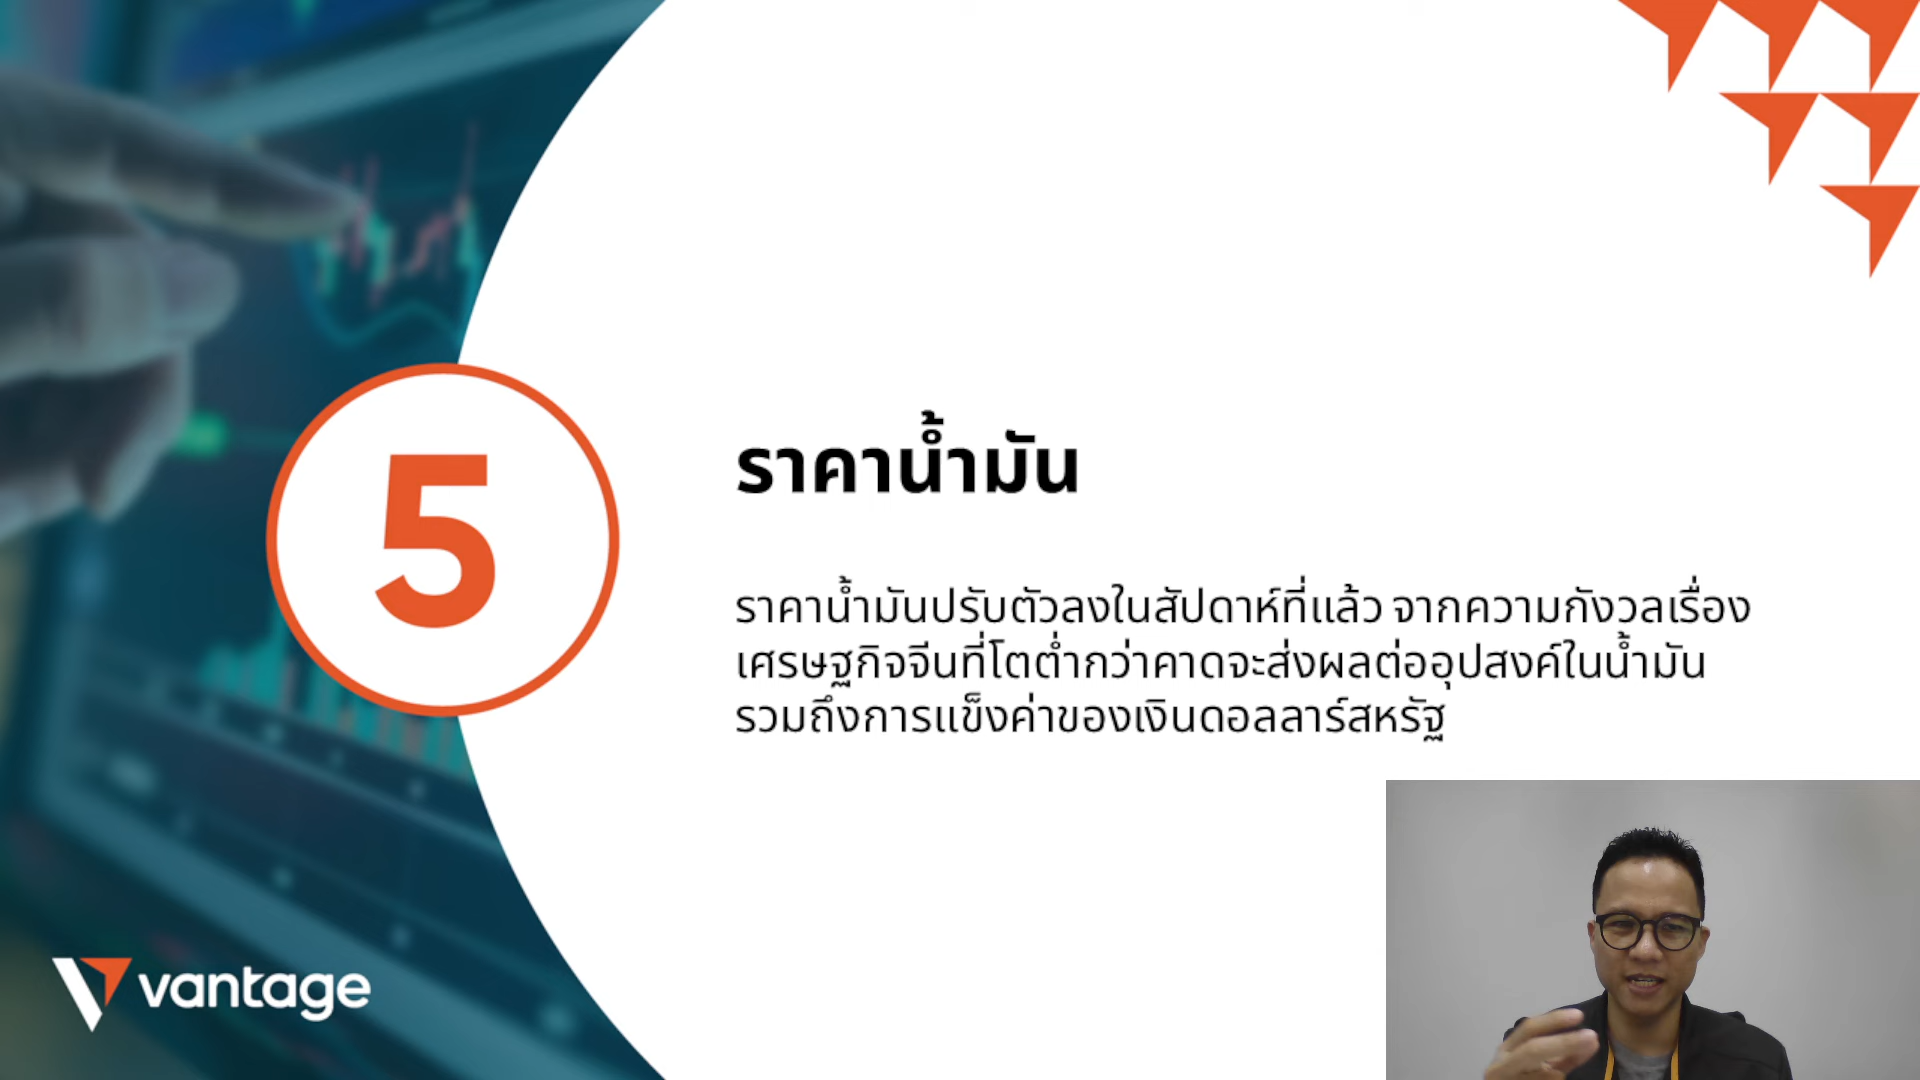 5
ราคาน้ำมัน
ราคาน้ำมันปรับตัวลงในสัปดาห์ที่แล้ว จากความกังวลเรื่อง
เศรษฐกิจจีนที่โตต่ำกว่าคาดจะส่งผลต่ออุปสงค์ในน้ำมัน
รวมถึงการแข็งค่าของเงินดอลลาร์สหรัฐ
vantage